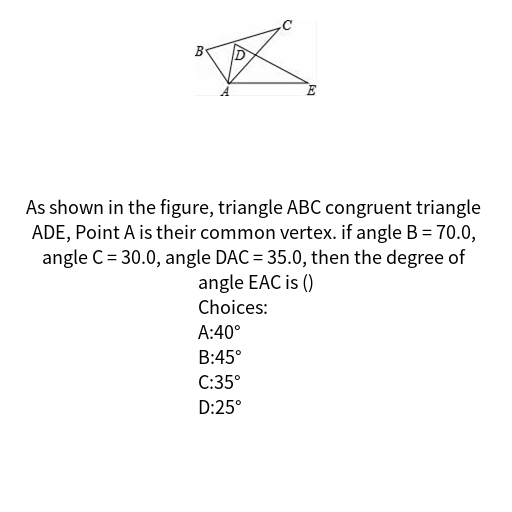 C
B
D
A
E
As shown in the figure, triangle ABC congruent triangle
ADE, Point A is their common vertex. if angle B = 70.0,
angle C = 30.0, angle DAC = 35.0, then the degree of
angle EAC is ()
Choices:
A:40°
B:45°
C:35°
D:25°